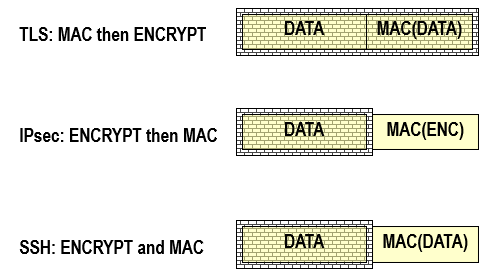 TLS: MAC then ENCRYPT DATA MAC(DATA)
IPsec: ENCRYPT then MAC DATA MAC(ENC)
SSH: ENCRYPT and MAC DATA MAC(DATA)